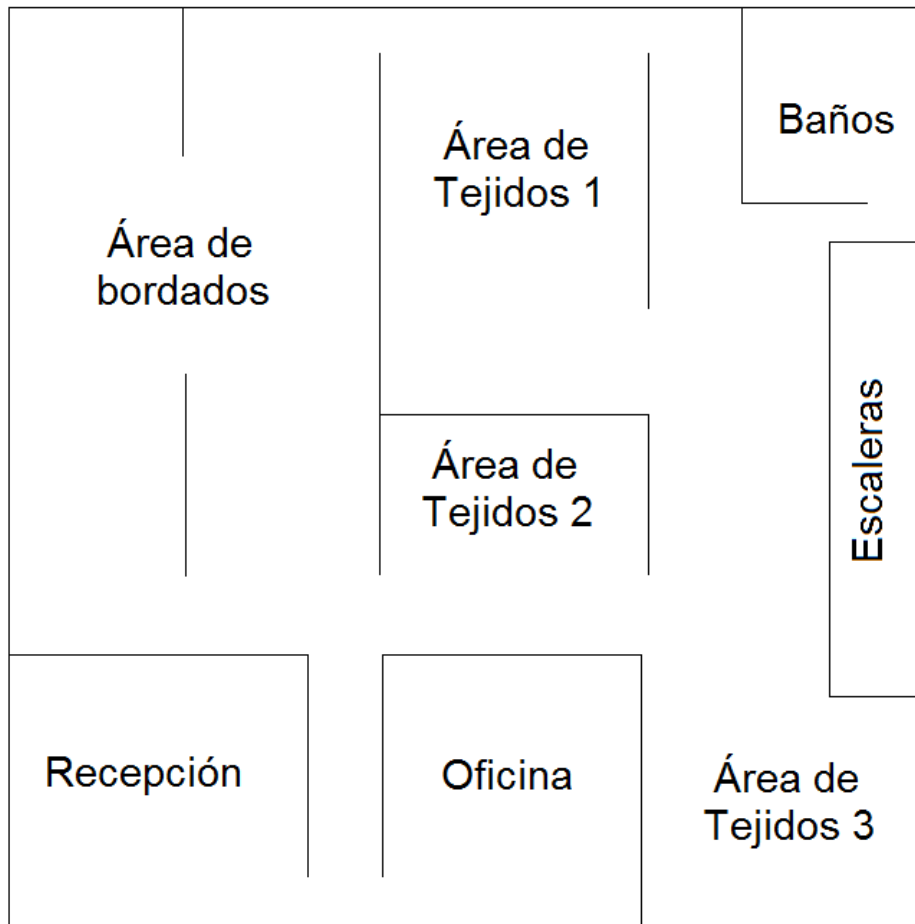 Baños
Área de
Tejidos 1
Área de
bordados
Escaleras
Área de
Tejidos 2
Recepción
Oficina
Área de
Tejidos 3